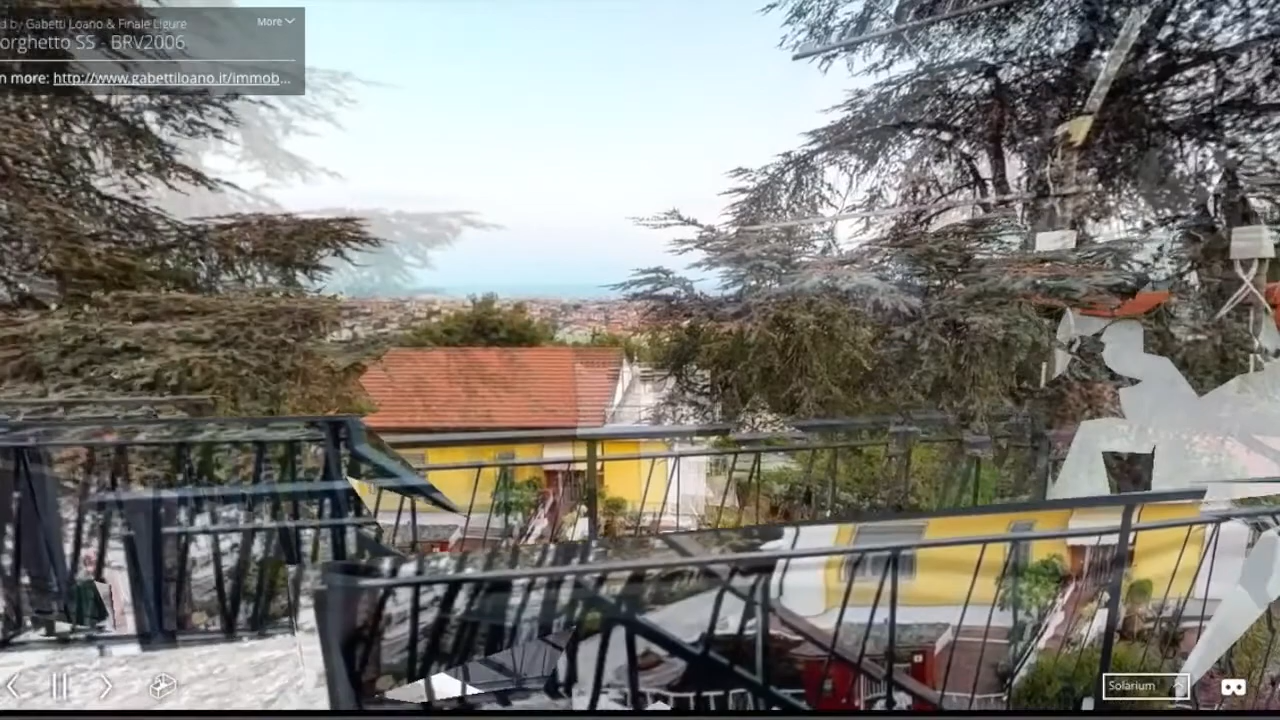 d by Gabetti Loano & Finale Ligure
More
orghetto SS - BRV2006
n more: http://www.gabettiloano.it/immob...
Solarium